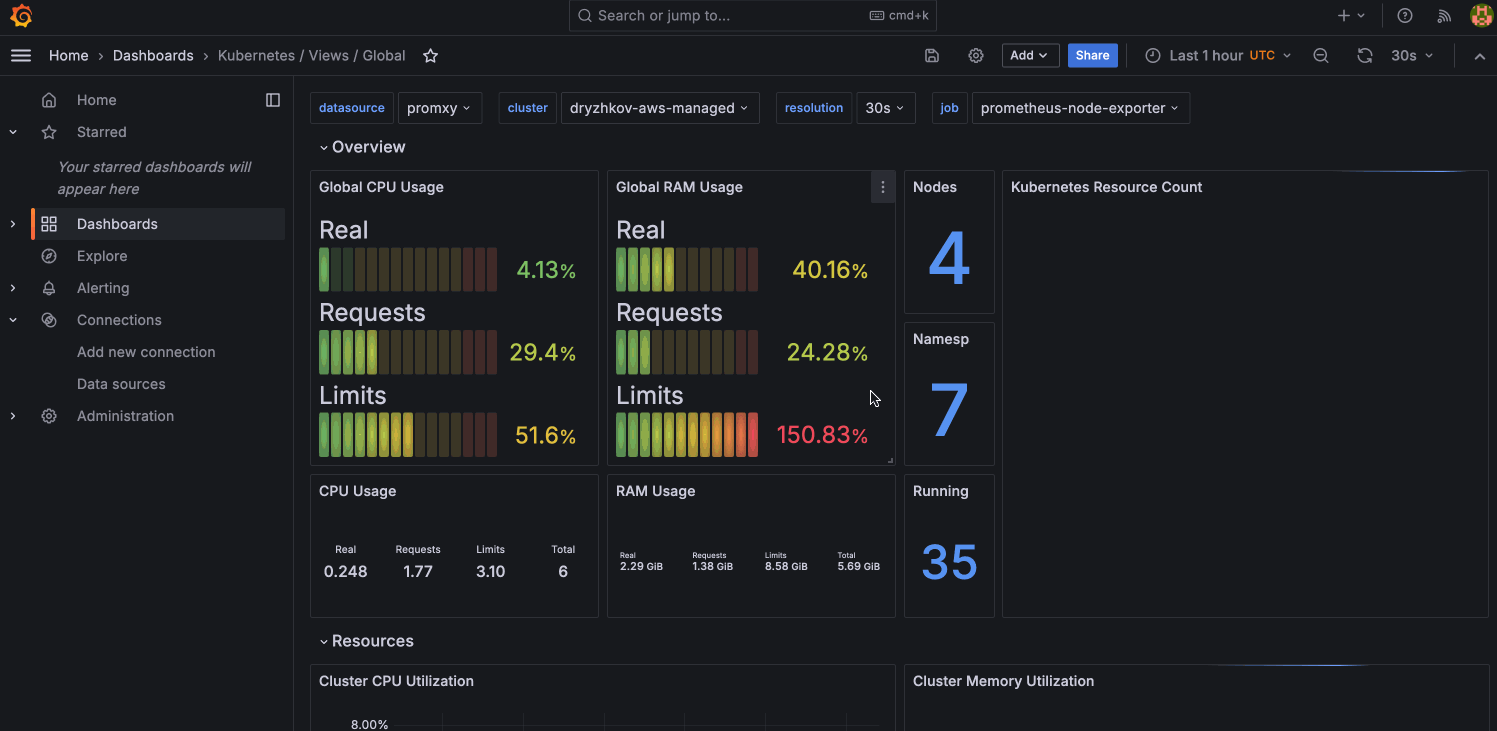 Search or jump to... cmd+k
Home › Dashboards › Kubernetes / Views / Global Add Share Last 1 hour UTC 30s
Home
Starred
Your starred dashboards will
appear here
Dashboards
Explore
Alerting
Connections
Add new connection
Data sources
Administration
datasource promxy cluster dryzhkov-aws-managed resolution 30s job prometheus-node-exporter
Overview
Global CPU Usage
Real
4.13%
Requests
29.4%
Limits
51.6%
Global RAM Usage
Real
40.16%
Requests
24.28%
Limits
150.83%
Nodes
4
Namesp
7
Kubernetes Resource Count
CPU Usage
Real Requests Limits Total
0.248 1.77 3.10 6
RAM Usage
Real Requests Limits Total
2.29 GiB 1.38 GiB 8.58 GiB 5.69 GiB
Running
35
Resources
Cluster CPU Utilization
8.00%
Cluster Memory Utilization